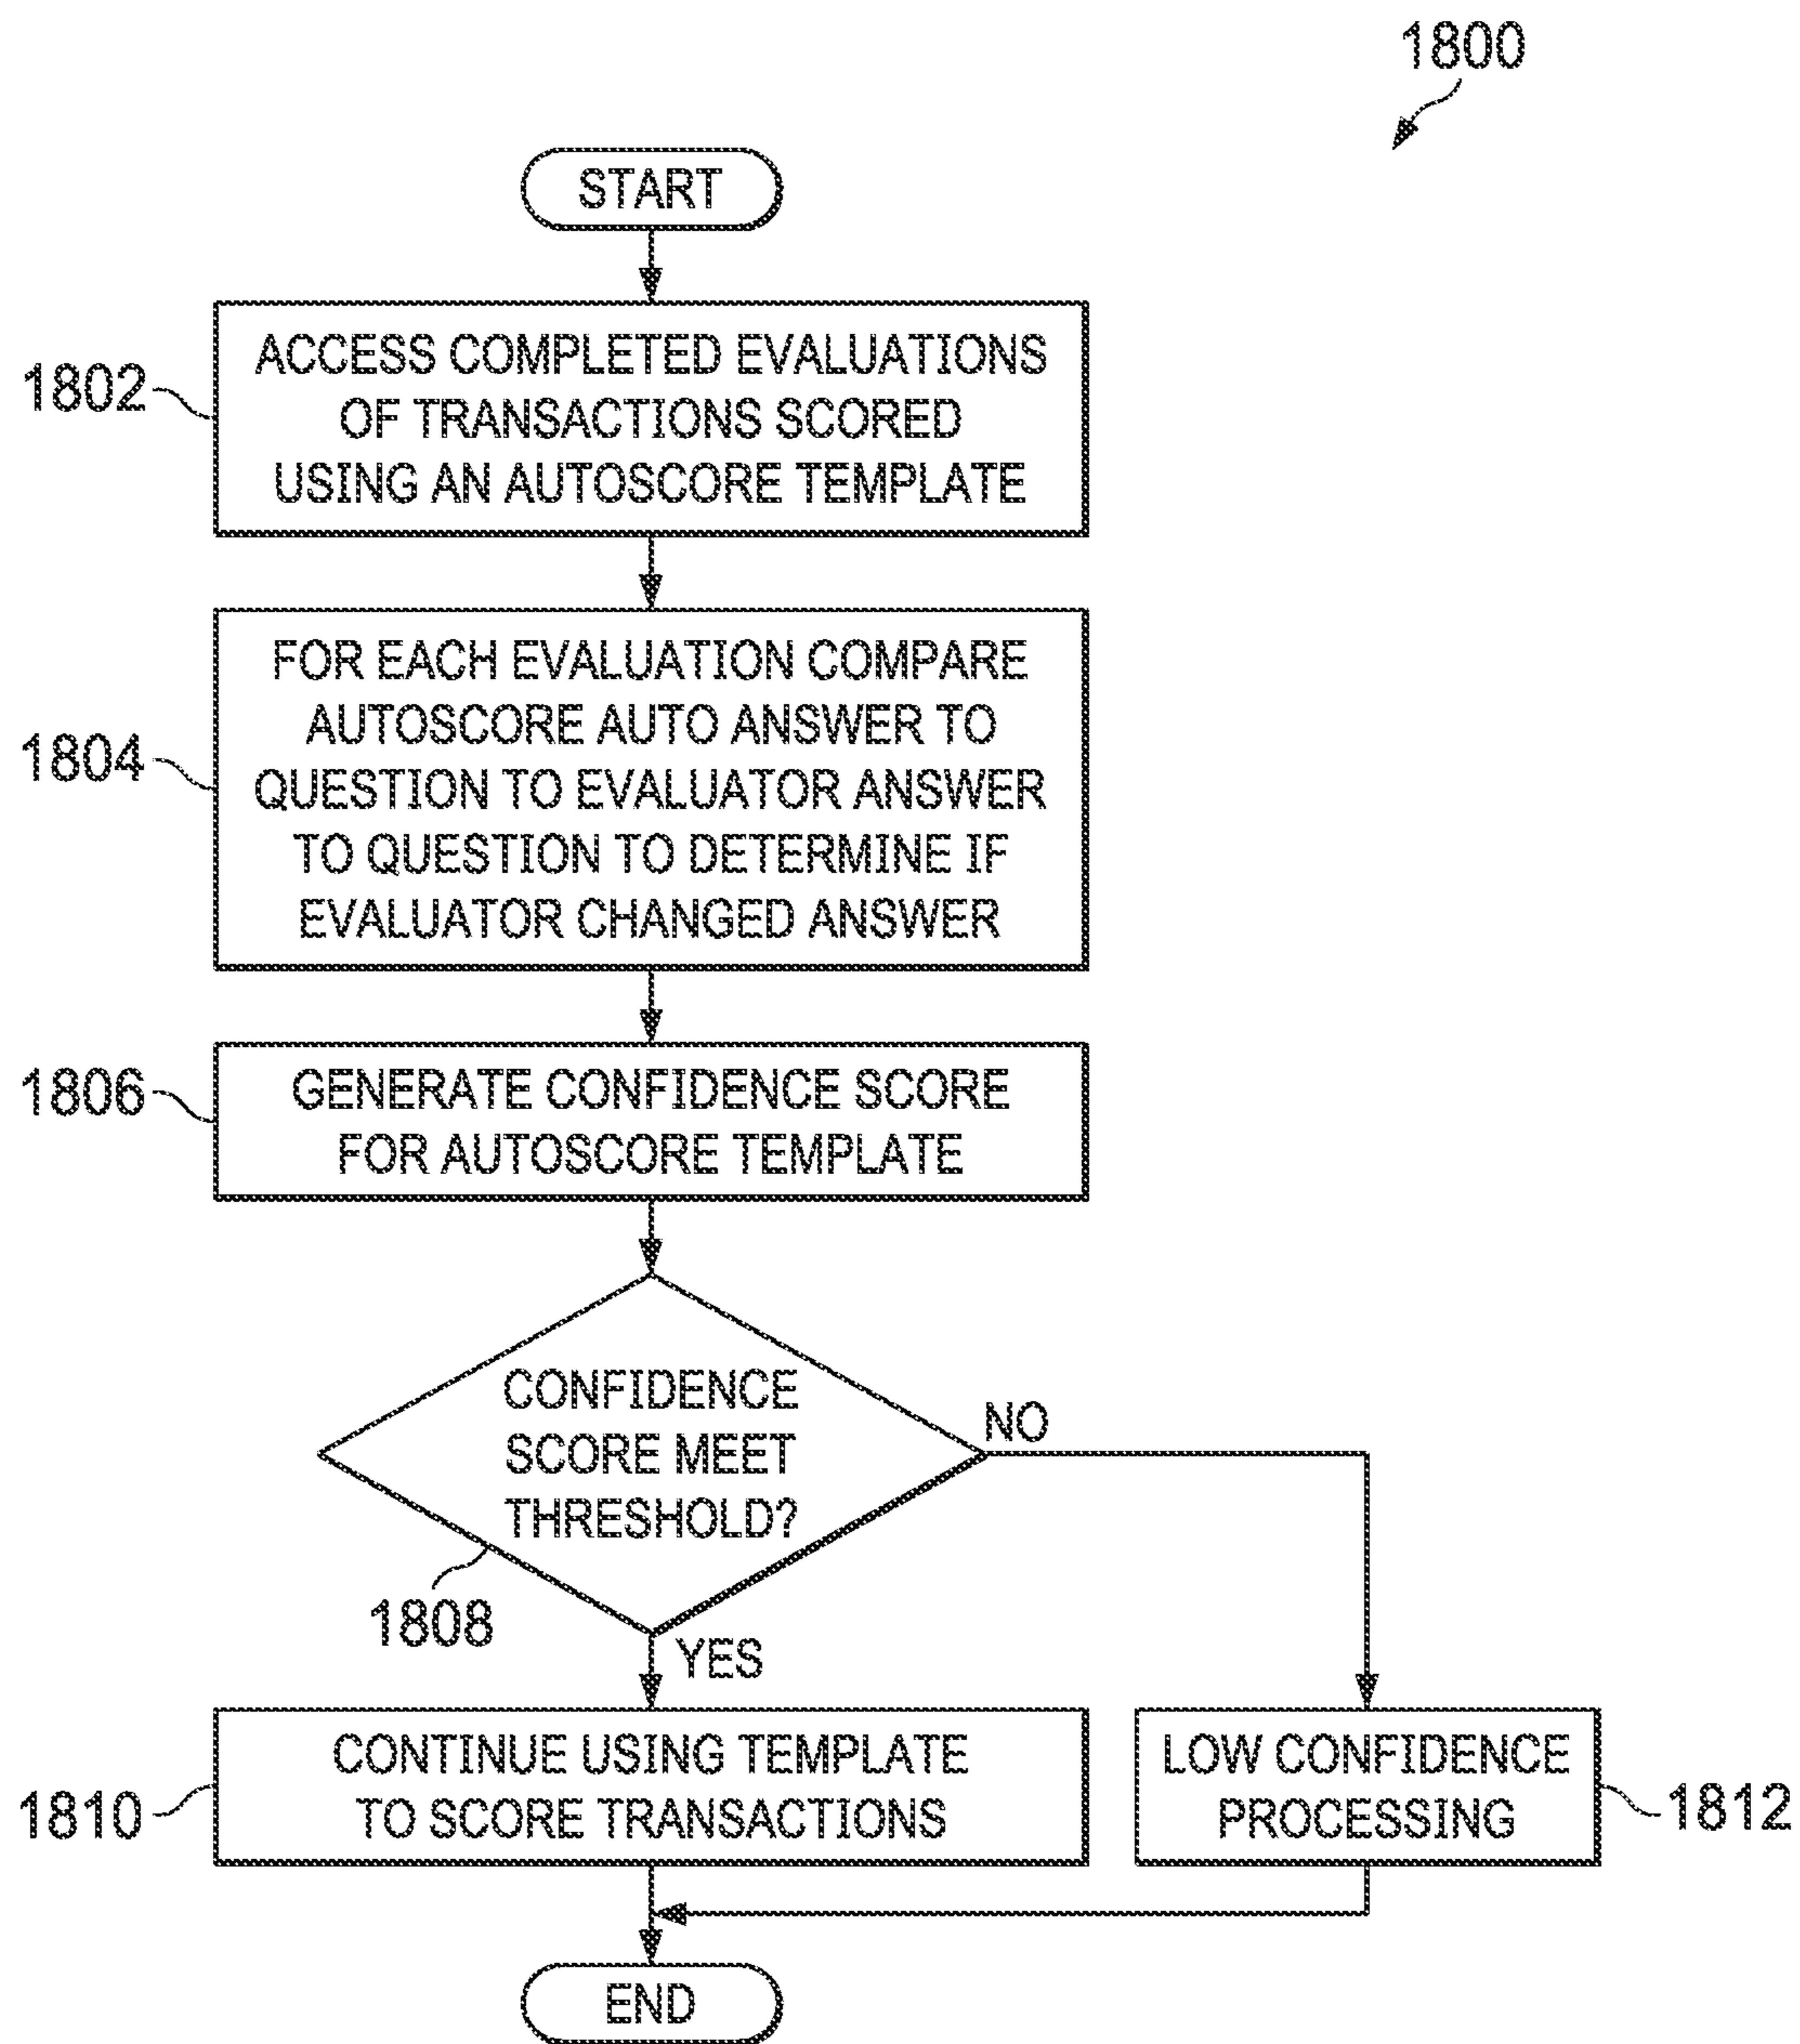 1800
START
1802
ACCESS COMPLETED EVALUATIONS
OF TRANSACTIONS SCORED
USING AN AUTOSCORE TEMPLATE
1804
FOR EACH EVALUATION COMPARE
AUTOSCORE AUTO ANSWER TO
QUESTION TO EVALUATOR ANSWER
TO QUESTION TO DETERMINE IF
EVALUATOR CHANGED ANSWER
1806
GENERATE CONFIDENCE SCORE
FOR AUTOSCORE TEMPLATE
CONFIDENCE
SCORE MEET
THRESHOLD?
NO
1808
YES
1810
CONTINUE USING TEMPLATE
TO SCORE TRANSACTIONS
LOW CONFIDENCE
PROCESSING
1812
END